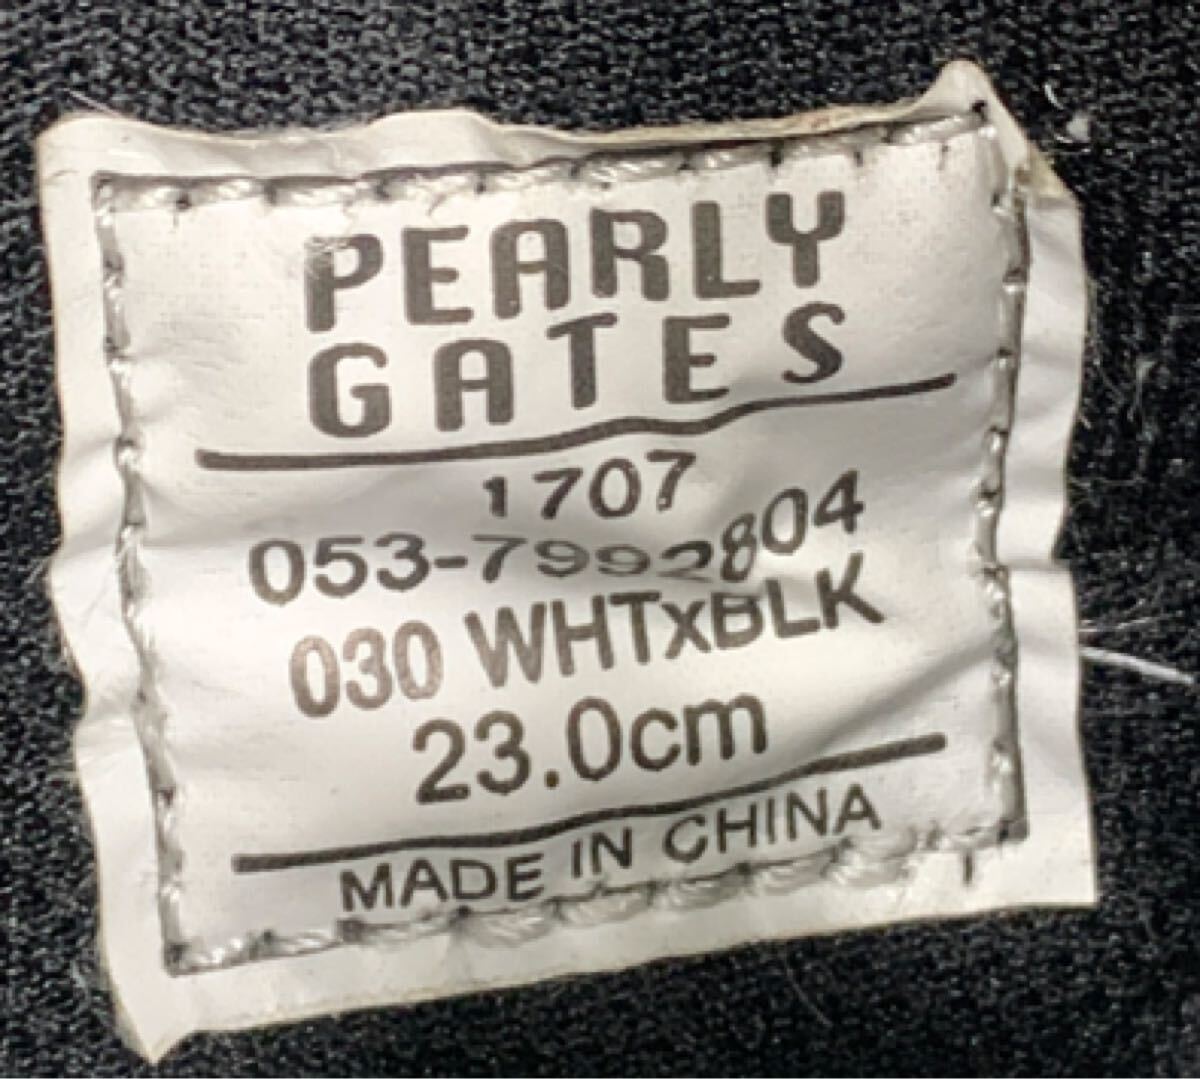 PEARLY
GATES
1707
053-7992804
030 WHTxBLK
23.0cm
MADE IN CHINA